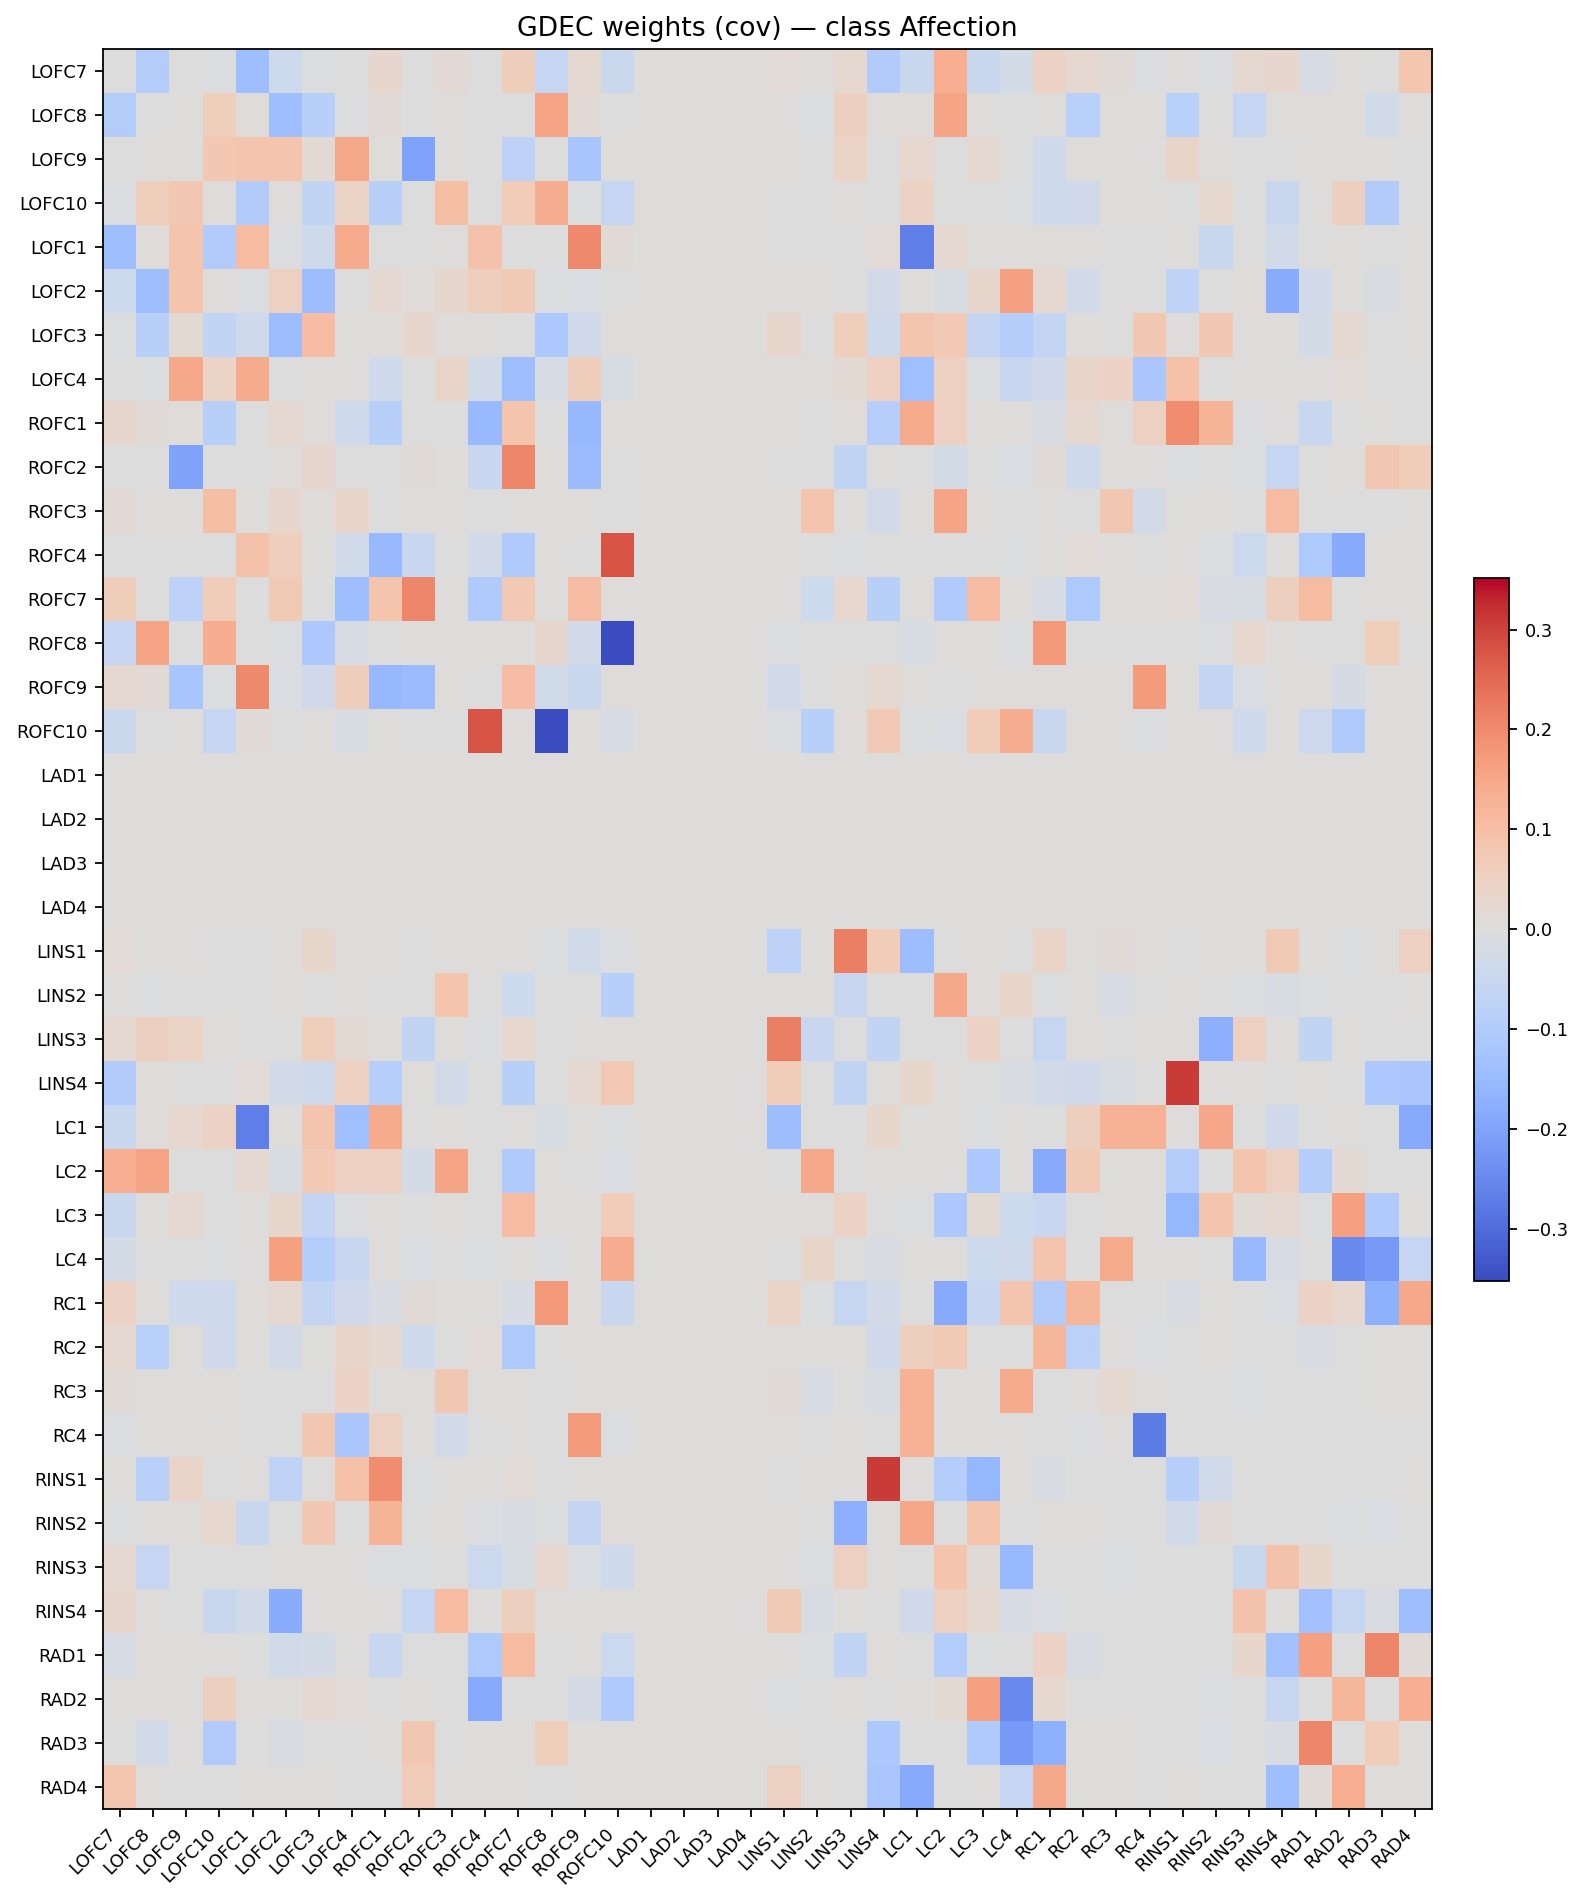 GDEC weights (cov) — class Affection
LOFC7
LOFC8
LOFC9
LOFC10
LOFC1
LOFC2
LOFC3
LOFC4
ROFC1
ROFC2
ROFC3
ROFC4
ROFC7
ROFC8
ROFC9
ROFC10
LAD1
LAD2
LAD3
LAD4
LINS1
LINS2
LINS3
LINS4
LC1
LC2
LC3
LC4
RC1
RC2
RC3
RC4
RINS1
RINS2
RINS3
RINS4
RAD1
RAD2
RAD3
RAD4
LOFC7
LOFC8
LOFC9
LOFC10
LOFC1
LOFC2
LOFC3
LOFC4
ROFC1
ROFC2
ROFC3
ROFC4
ROFC7
ROFC8
ROFC9
ROFC10
LAD1
LAD2
LAD3
LAD4
LINS1
LINS2
LINS3
LINS4
LC1
LC2
LC3
LC4
RC1
RC2
RC3
RC4
RINS1
RINS2
RINS3
RINS4
RAD1
RAD2
RAD3
RAD4
0.3
0.2
0.1
0.0
−0.1
−0.2
−0.3